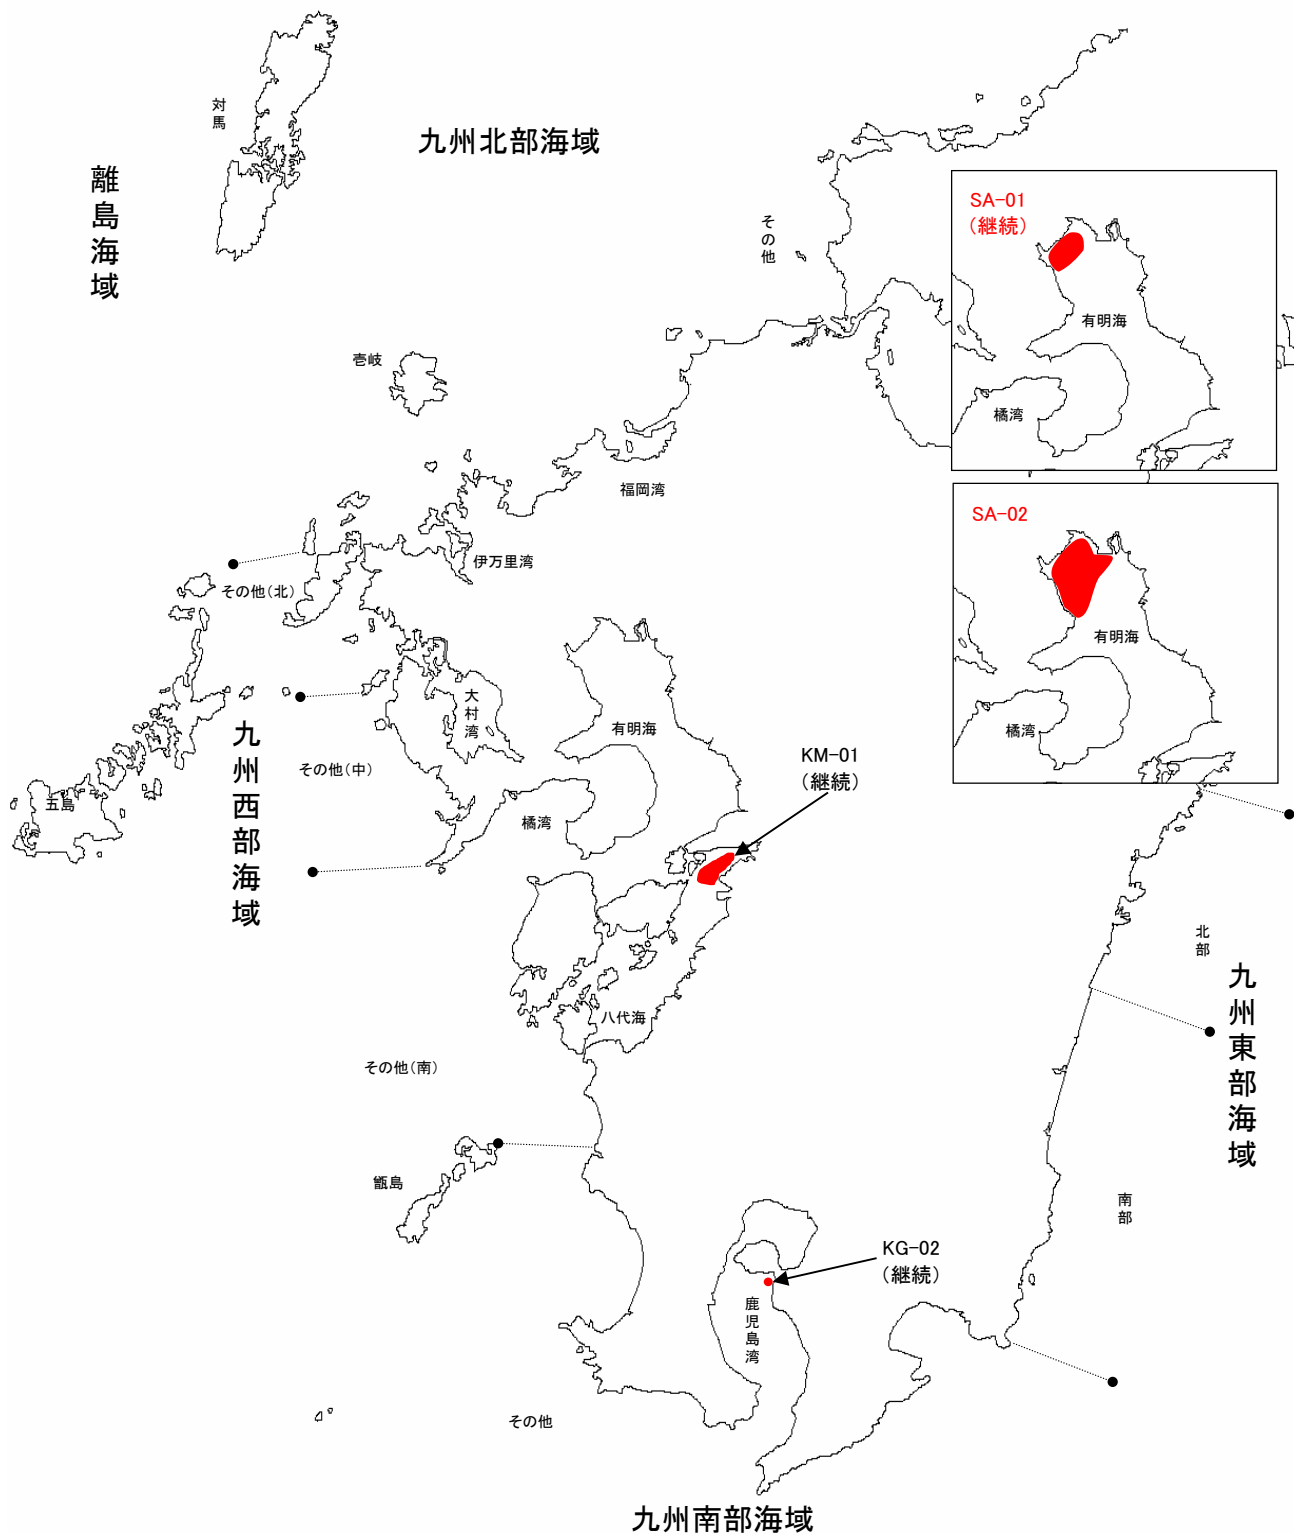 対馬
九州北部海域
離島海域
その他
SA-01
（継続）
有明海
橘湾
壱岐
福岡湾
SA-02
有明海
橘湾
伊万里湾
その他（北）
大村湾
有明海
九州西部海域
その他（中）
KM-01
（継続）
五島
橘湾
北部
九州東部海域
八代海
その他（南）
甑島
南部
KG-02
（継続）
鹿児島湾
その他
九州南部海域